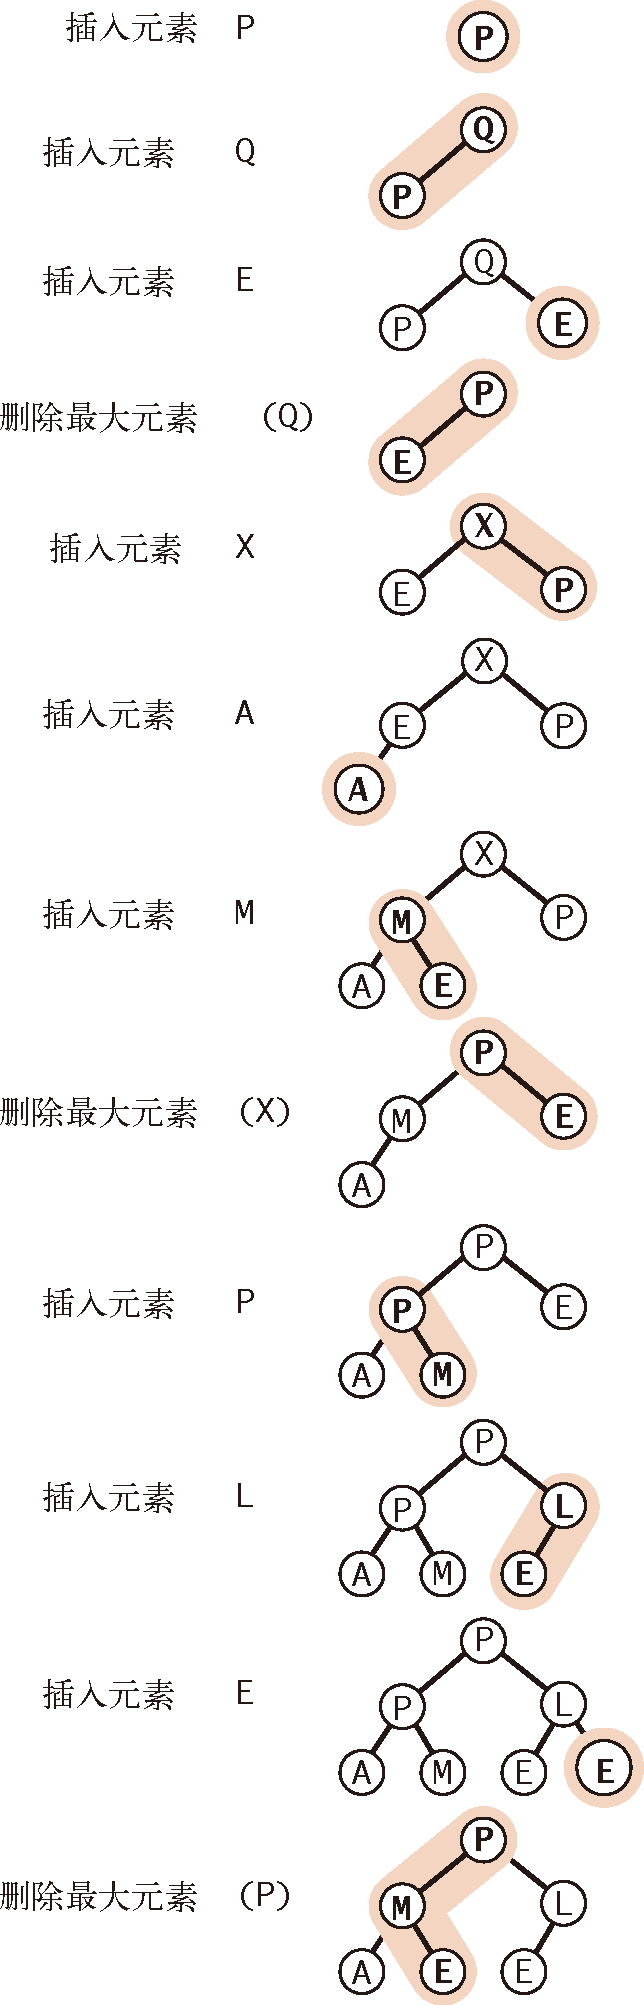 插入元素 P
P
Q
插入元素 Q
P
Q
插入元素 E
P E
P
删除最大元素 (Q)
E
X
插入元素 X
E P
X
插入元素 A
E P
A
X
插入元素 M
M P
A E
P
删除最大元素 (X)
M E
A
P
插入元素 P
P E
A M
P
插入元素 L
P L
A M E
P
插入元素 E
P L
A M E E
P
删除最大元素 (P)
M L
A E E